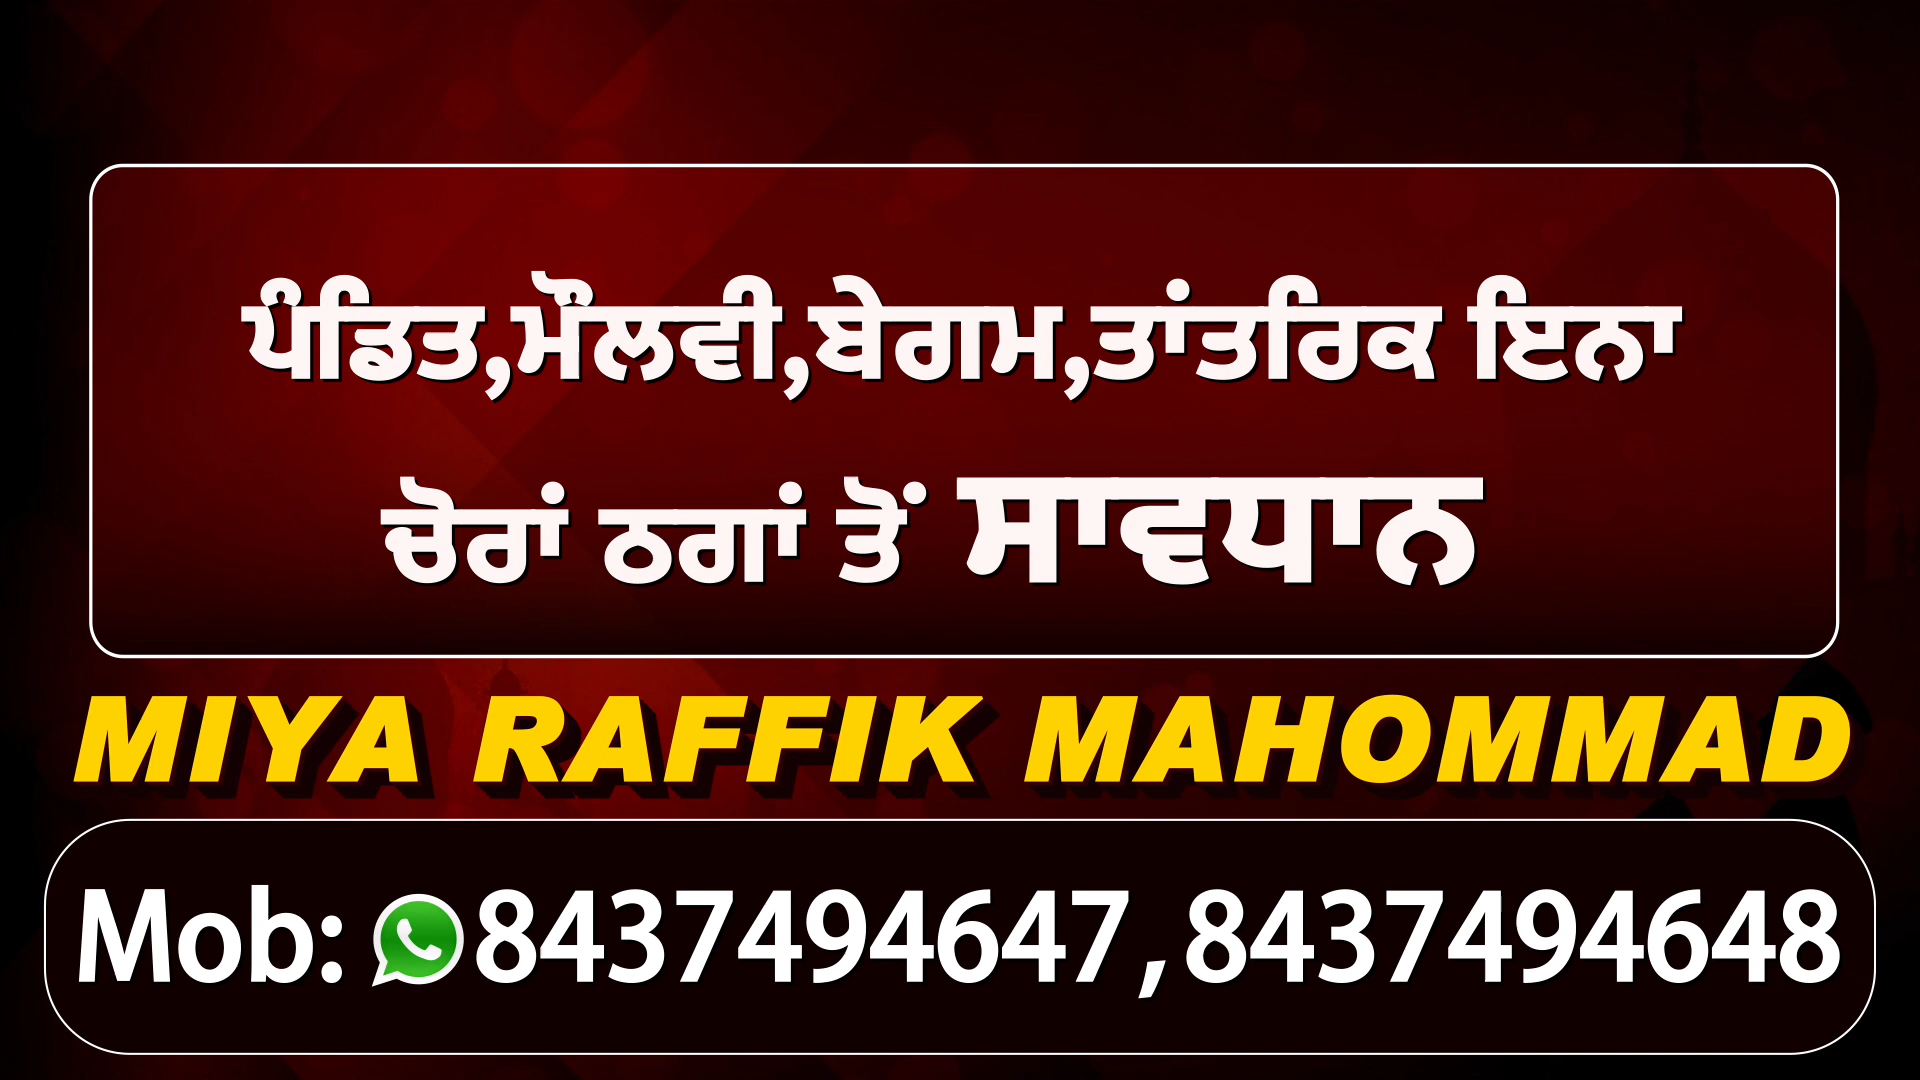 ਪੰਡਿਤ,ਮੌਲਵੀ,ਬੇਗਮ,ਤਾਂਤਰਿਕ ਇਨਾ
ਚੋਰਾਂ ਠਗਾਂ ਤੋਂ ਸਾਵਧਾਨ
MIYA RAFFIK MAHOMMAD
Mob: 8437494647, 8437494648